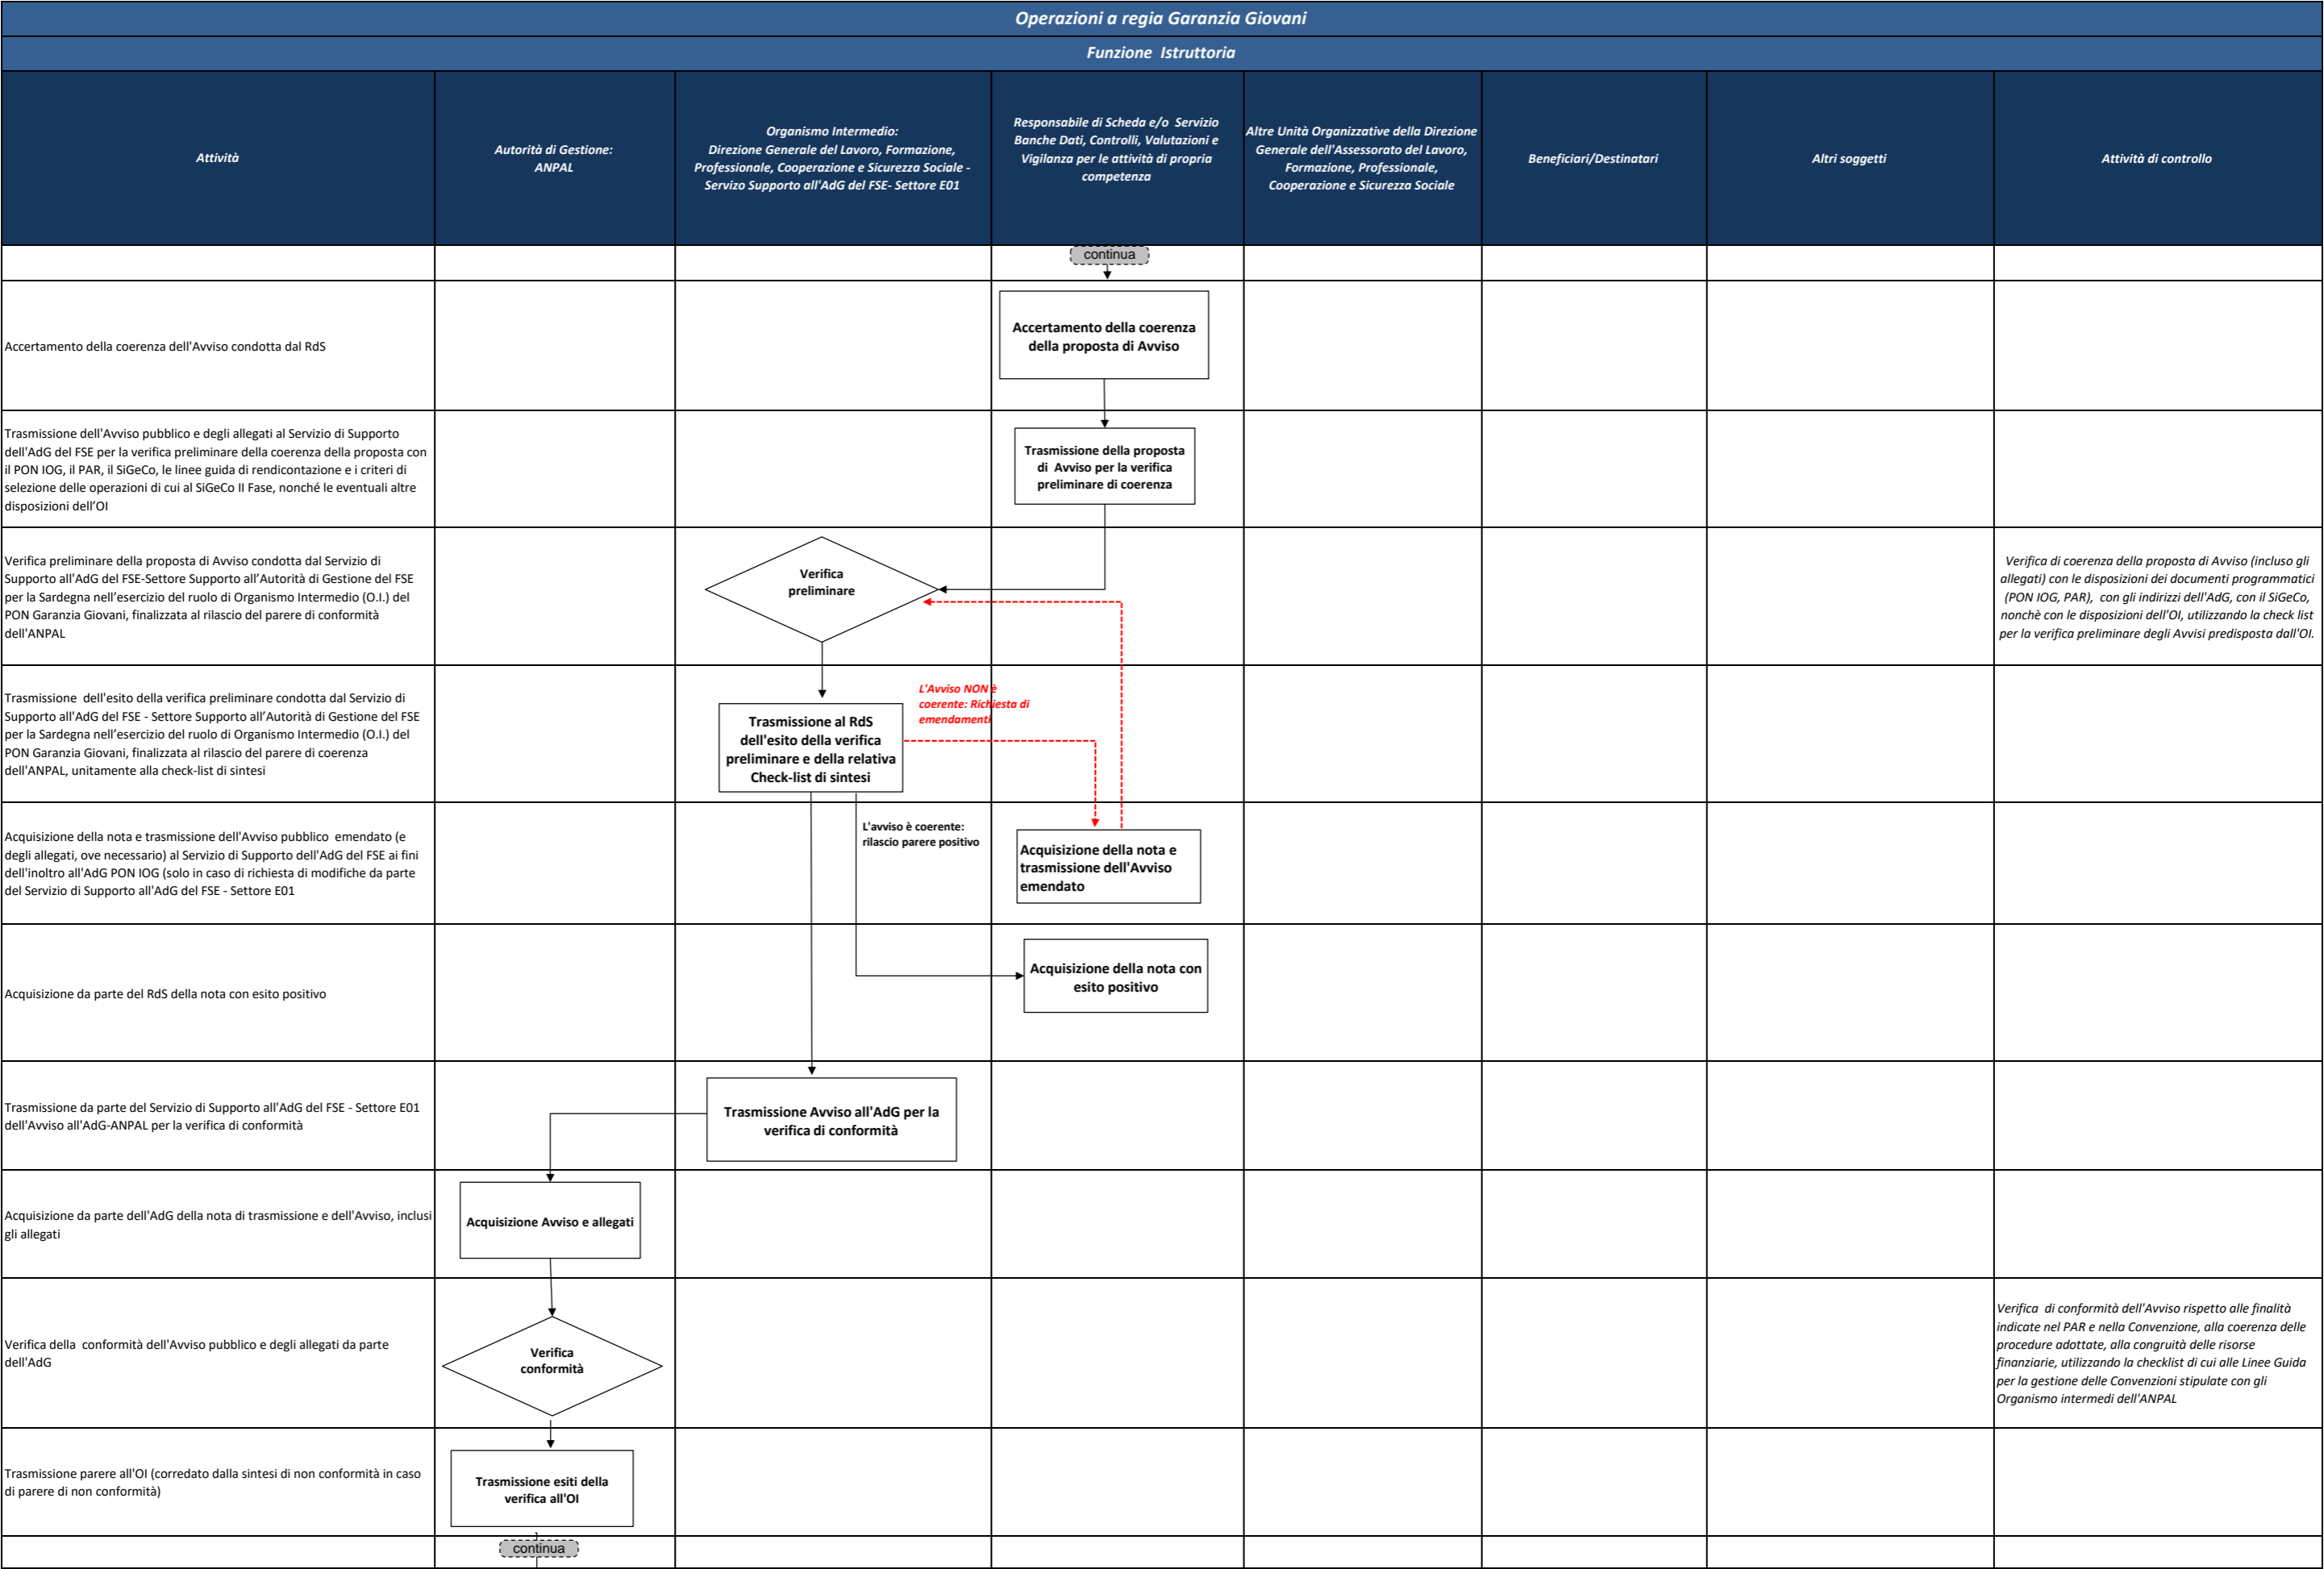 Operazioni a regia Garanzia Giovani
Funzione Istruttoria
Attività
Autorità di Gestione:
ANPAL
Organismo Intermedio:
Direzione Generale del Lavoro, Formazione,
Professionale, Cooperazione e Sicurezza Sociale -
Servizo Supporto all'AdG del FSE- Settore E01
Responsabile di Scheda e/o Servizio
Banche Dati, Controlli, Valutazioni e
Vigilanza per le attività di propria
competenza
Altre Unità Organizzative della Direzione
Generale dell'Assessorato del Lavoro,
Formazione, Professionale,
Cooperazione e Sicurezza Sociale
Beneficiari/Destinatari
Altri soggetti
Attività di controllo
continua
Accertamento della coerenza dell'Avviso condotta dal RdS
Accertamento della coerenza
della proposta di Avviso
Trasmissione dell'Avviso pubblico e degli allegati al Servizio di Supporto
dell'AdG del FSE per la verifica preliminare della coerenza della proposta con
il PON IOG, il PAR, il SiGeCo, le linee guida di rendicontazione e i criteri di
selezione delle operazioni di cui al SiGeCo II Fase, nonché le eventuali altre
disposizioni dell’OI
Trasmissione della proposta
di Avviso per la verifica
preliminare di coerenza
Verifica preliminare della proposta di Avviso condotta dal Servizio di
Supporto all'AdG del FSE-Settore Supporto all’Autorità di Gestione del FSE
per la Sardegna nell’esercizio del ruolo di Organismo Intermedio (O.I.) del
PON Garanzia Giovani, finalizzata al rilascio del parere di conformità
dell'ANPAL
Verifica
preliminare
Verifica di coerenza della proposta di Avviso (incluso gli
allegati) con le disposizioni dei documenti programmatici
(PON IOG, PAR), con gli indirizzi dell'AdG, con il SiGeCo,
nonchè con le disposizioni dell'OI, utilizzando la check list
per la verifica preliminare degli Avvisi predisposta dall'OI.
Trasmissione dell'esito della verifica preliminare condotta dal Servizio di
Supporto all'AdG del FSE - Settore Supporto all’Autorità di Gestione del FSE
per la Sardegna nell’esercizio del ruolo di Organismo Intermedio (O.I.) del
PON Garanzia Giovani, finalizzata al rilascio del parere di coerenza
dell'ANPAL, unitamente alla check-list di sintesi
Trasmissione al RdS
dell'esito della verifica
preliminare e della relativa
Check-list di sintesi
L'Avviso NON è
coerente: Richiesta di
emendamenti
Acquisizione della nota e trasmissione dell'Avviso pubblico emendato (e
degli allegati, ove necessario) al Servizio di Supporto dell'AdG del FSE ai fini
dell'inoltro all'AdG PON IOG (solo in caso di richiesta di modifiche da parte
del Servizio di Supporto all'AdG del FSE - Settore E01
L'avviso è coerente:
rilascio parere positivo
Acquisizione della nota e
trasmissione dell'Avviso
emendato
Acquisizione da parte del RdS della nota con esito positivo
Acquisizione della nota con
esito positivo
Trasmissione da parte del Servizio di Supporto all'AdG del FSE - Settore E01
dell'Avviso all'AdG-ANPAL per la verifica di conformità
Trasmissione Avviso all'AdG per la
verifica di conformità
Acquisizione da parte dell'AdG della nota di trasmissione e dell'Avviso, inclusi
gli allegati
Acquisizione Avviso e allegati
Verifica della conformità dell'Avviso pubblico e degli allegati da parte
dell'AdG
Verifica
conformità
Verifica di conformità dell'Avviso rispetto alle finalità
indicate nel PAR e nella Convenzione, alla coerenza delle
procedure adottate, alla congruità delle risorse
finanziarie, utilizzando la checklist di cui alle Linee Guida
per la gestione delle Convenzioni stipulate con gli
Organismo intermedi dell'ANPAL
Trasmissione parere all'OI (corredato dalla sintesi di non conformità in caso
di parere di non conformità)
Trasmissione esiti della
verifica all'OI
continua